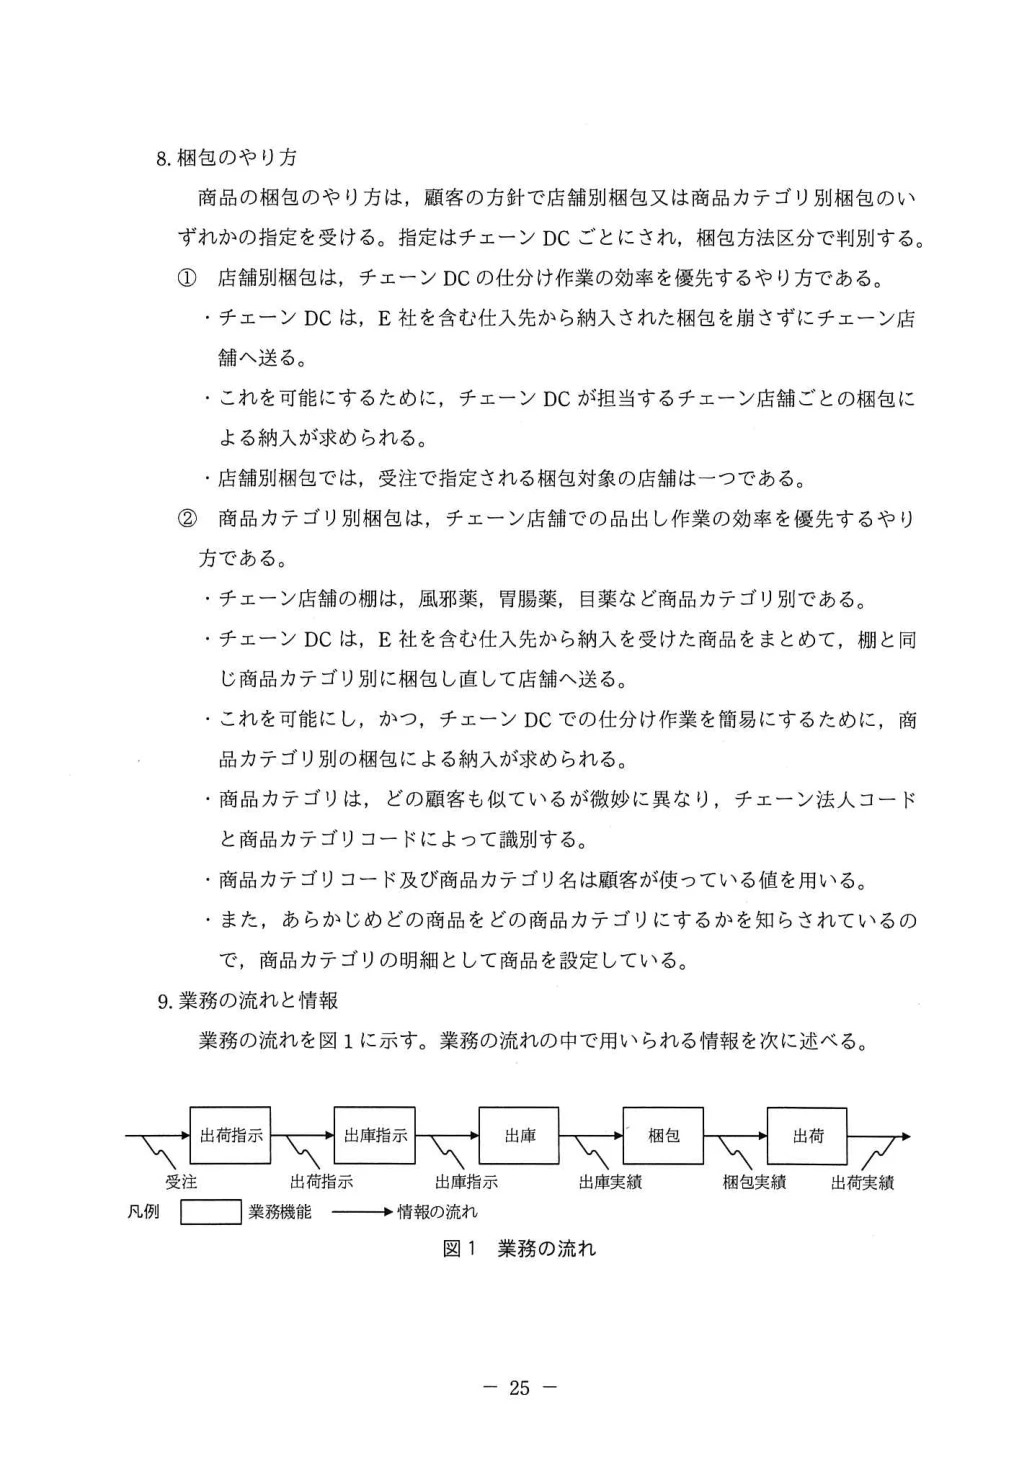 8. 梱包のやり方
商品の梱包のやり方は，顧客の方針で店舗別梱包又は商品カテゴリ別梱包のい
ずれかの指定を受ける。指定はチェーン DC ごとにされ，梱包方法区分で判別する。
① 店舗別梱包は，チェーン DC の仕分け作業の効率を優先するやり方である。
・チェーン DC は，E 社を含む仕入先から納入された梱包を崩さずにチェーン店
舗へ送る。
・これを可能にするために，チェーン DC が担当するチェーン店舗ごとの梱包に
よる納入が求められる。
・店舗別梱包では，受注で指定される梱包対象の店舗は一つである。
② 商品カテゴリ別梱包は，チェーン店舗での品出し作業の効率を優先するやり
方である。
・チェーン店舗の棚は，風邪薬，胃腸薬，目薬など商品カテゴリ別である。
・チェーン DC は，E 社を含む仕入先から納入を受けた商品をまとめて，棚と同
じ商品カテゴリ別に梱包し直して店舗へ送る。
・これを可能にし，かつ，チェーン DC での仕分け作業を簡易にするために，商
品カテゴリ別の梱包による納入が求められる。
・商品カテゴリは，どの顧客も似ているが微妙に異なり，チェーン法人コード
と商品カテゴリコードによって識別する。
・商品カテゴリコード及び商品カテゴリ名は顧客が使っている値を用いる。
・また，あらかじめどの商品をどの商品カテゴリにするかを知らされているの
で，商品カテゴリの明細として商品を設定している。
9. 業務の流れと情報
業務の流れを図 1 に示す。業務の流れの中で用いられる情報を次に述べる。
出荷指示 出庫指示 出庫 梱包 出荷
受注 出荷指示 出庫指示 出庫実績 梱包実績 出荷実績
凡例 業務機能 情報の流れ
図 1 業務の流れ
－ 25 －